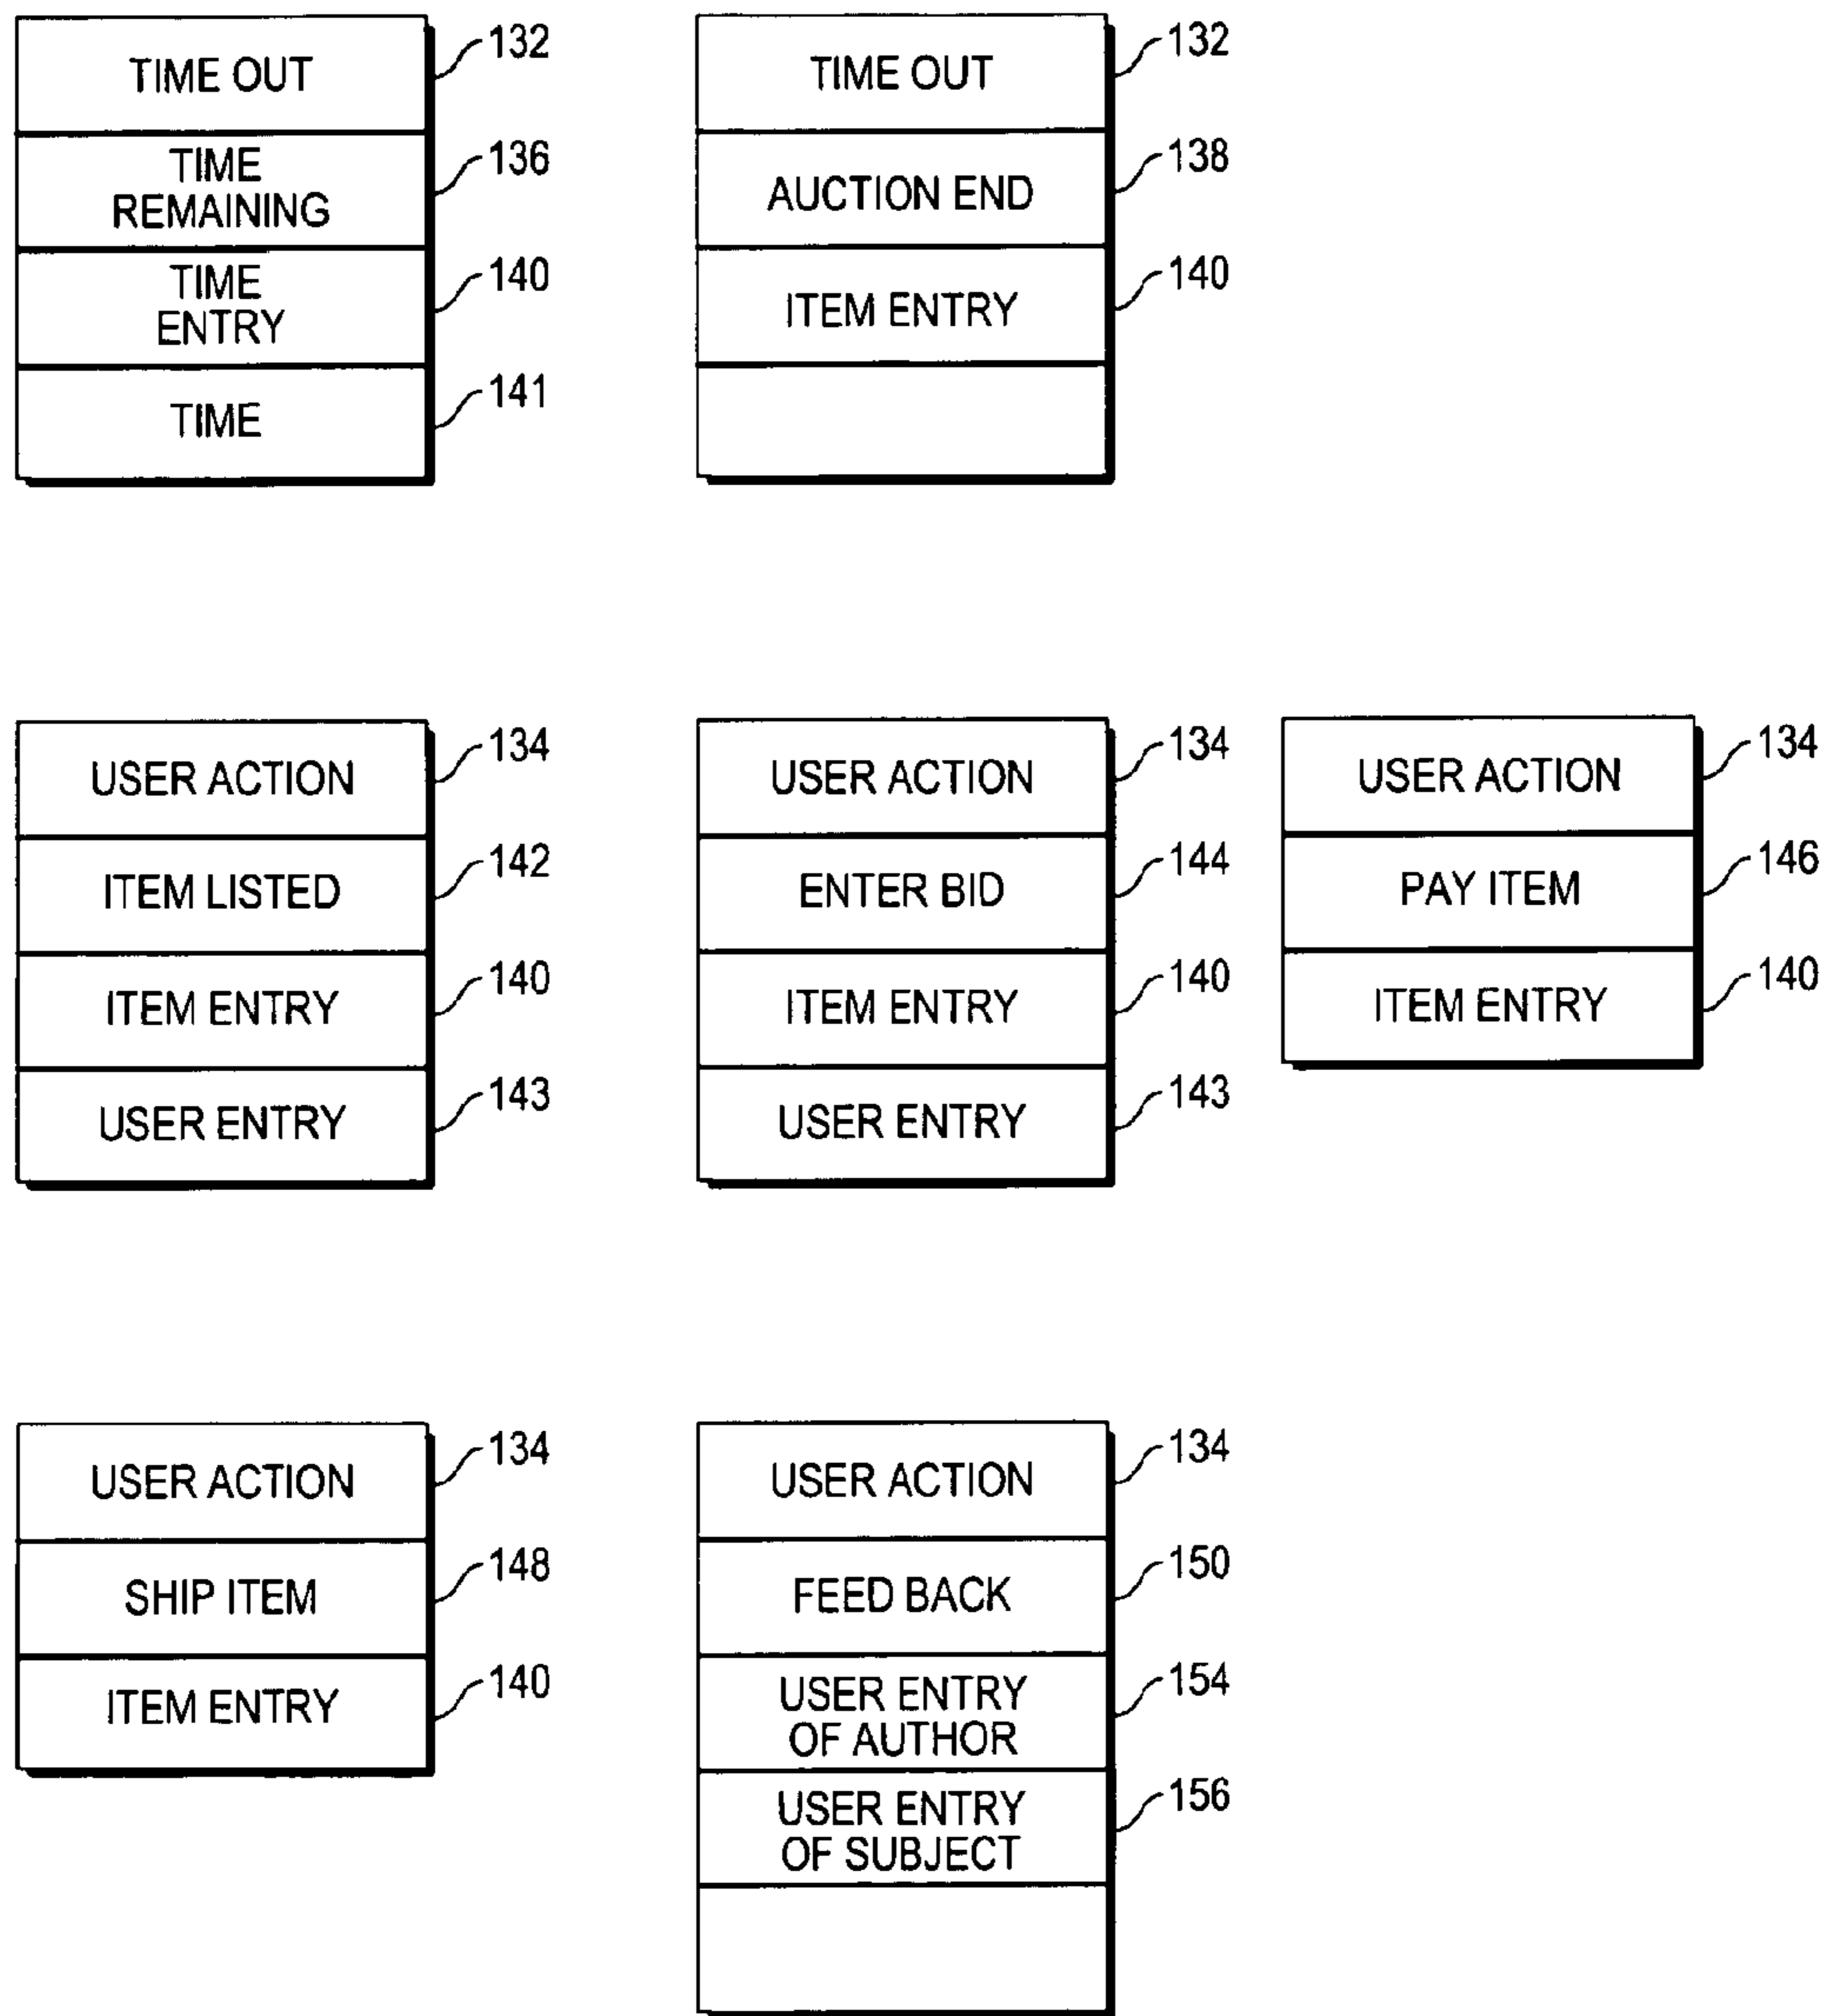 TIME OUT
132
TIME
REMAINING
136
TIME
ENTRY
140
TIME
141
TIME OUT
132
AUCTION END
138
ITEM ENTRY
140
USER ACTION
134
ITEM LISTED
142
ITEM ENTRY
140
USER ENTRY
143
USER ACTION
134
ENTER BID
144
ITEM ENTRY
140
USER ENTRY
143
USER ACTION
134
PAY ITEM
146
ITEM ENTRY
140
USER ACTION
134
SHIP ITEM
148
ITEM ENTRY
140
USER ACTION
134
FEED BACK
150
USER ENTRY
OF AUTHOR
154
USER ENTRY
OF SUBJECT
156